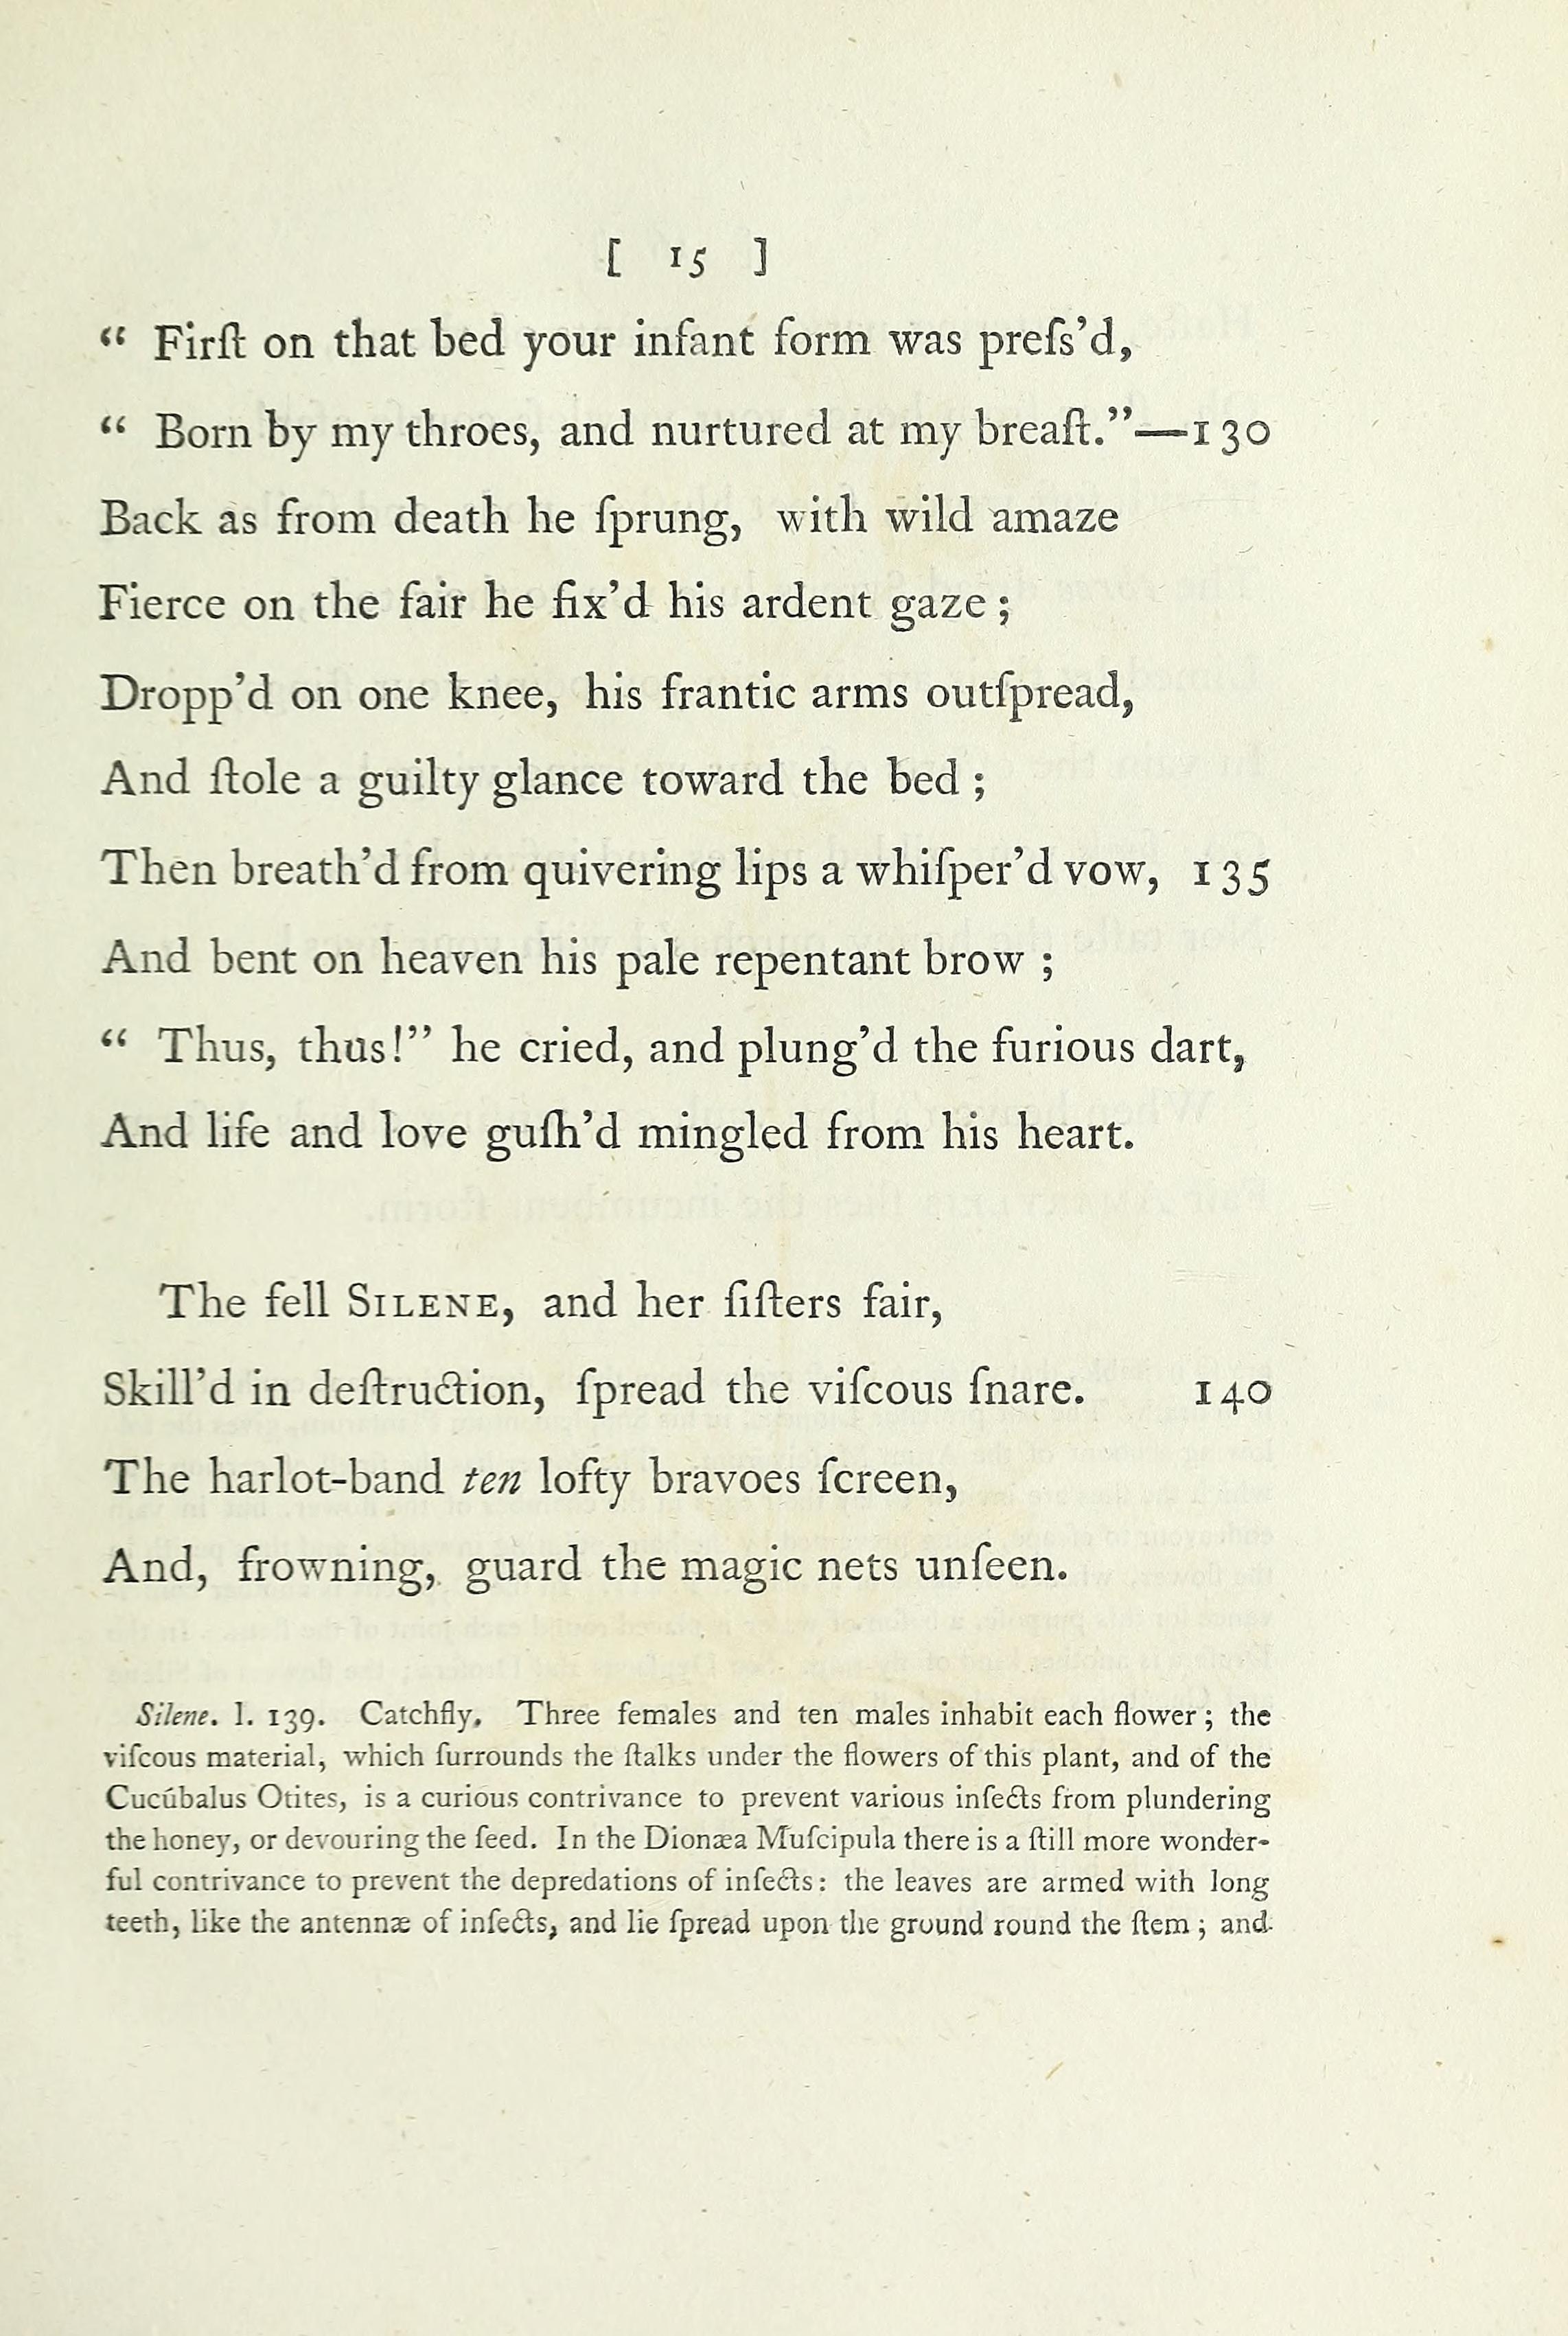 [ 15 ]
“ Firſt on that bed your infant form was preſs’d,
“ Born by my throes, and nurtured at my breaſt.”—130
Back as from death he ſprung, with wild amaze
Fierce on the fair he fix’d his ardent gaze ;
Dropp’d on one knee, his frantic arms outſpread,
And ſtole a guilty glance toward the bed ;
Then breath’d from quivering lips a whiſper’d vow, 135
And bent on heaven his pale repentant brow ;
“ Thus, thus!” he cried, and plung’d the furious dart,
And life and love guſh’d mingled from his heart.
The fell SILENE, and her ſiſters fair,
Skill’d in deſtruction, ſpread the viſcous ſnare. 140
The harlot-band ten lofty bravoes ſcreen,
And, frowning, guard the magic nets unſeen.
Silene. l. 139. Catchfly. Three females and ten males inhabit each flower ; the
viſcous material, which ſurrounds the ſtalks under the flowers of this plant, and of the
Cucúbalus Otites, is a curious contrivance to prevent various inſects from plundering
the honey, or devouring the ſeed. In the Dionæa Muſcipula there is a ſtill more wonder-
ful contrivance to prevent the depredations of inſects : the leaves are armed with long
teeth, like the antennæ of inſects, and lie ſpread upon the ground round the ſtem ; and